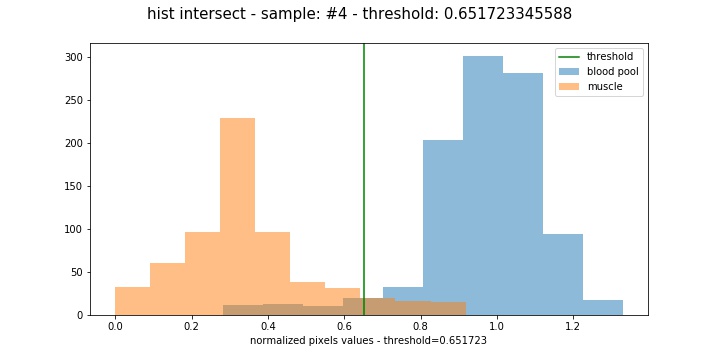 hist intersect - sample: #4 - threshold: 0.651723345588
threshold
blood pool
muscle
300
250
200
150
100
50
0
0.0 0.2 0.4 0.6 0.8 1.0 1.2
normalized pixels values - threshold=0.651723